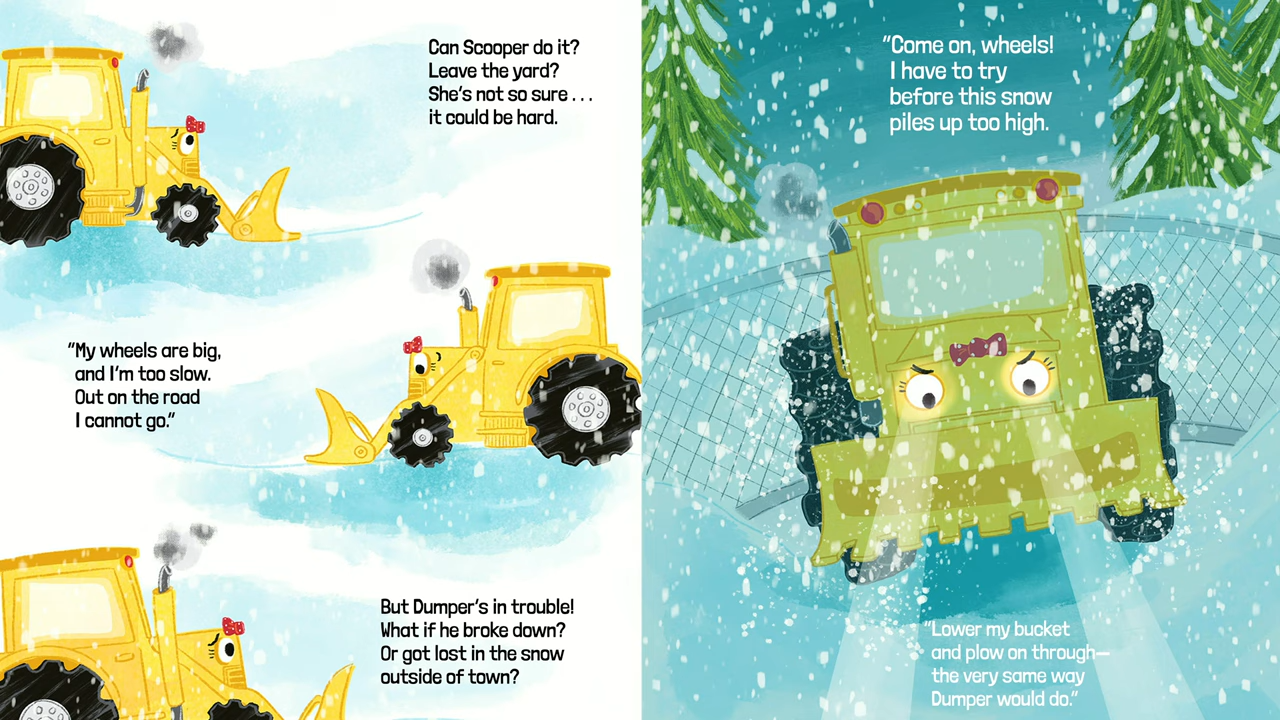 Can Scooper do it?
Leave the yard?
She's not so sure . . .
it could be hard.
"My wheels are big,
and I'm too slow.
Out on the road
I cannot go."
But Dumper's in trouble!
What if he broke down?
Or got lost in the snow
outside of town?
"Come on, wheels!
I have to try
before this snow
piles up too high.
"Lower my bucket
and plow on through—
the very same way
Dumper would do."